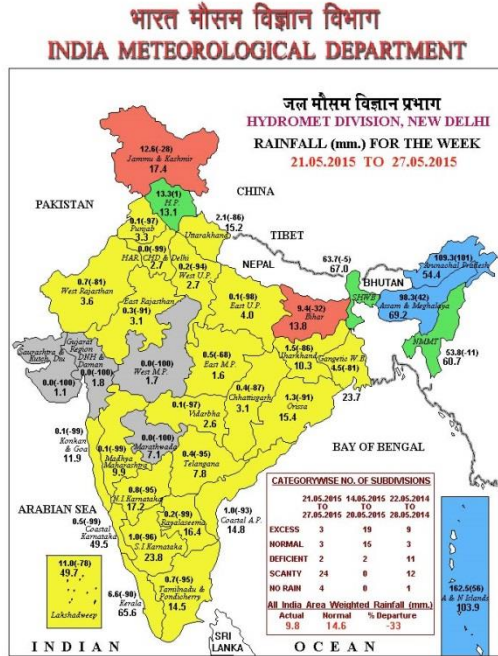 भारत मौसम विज्ञान विभाग
INDIA METEOROLOGICAL DEPARTMENT
जल मौसम विज्ञान प्रभाग
HYDROMET DIVISION, NEW DELHI
RAINFALL (mm.) FOR THE WEEK
21.05.2015 TO 27.05.2015
12.6(-28)
Jammu & Kashmir
17.4
CHINA
13.3(1)
H.P.
13.1
PAKISTAN
0.1(-97)
Punjab
3.3
2.1(-86)
Uttarakhand
15.2
TIBET
0.0(-99)
HAR. CHD & Delhi
2.7
0.2(-94)
West U.P.
2.7
NEPAL
63.7(-5)
67.0
SHWB
BHUTAN
109.3(101)
Arunachal Pradesh
54.4
0.7(-81)
West Rajasthan
3.6
East Rajasthan
0.3(-91)
3.1
0.1(-98)
East U.P.
4.0
9.4(-32)
Bihar
13.8
98.3(42)
Assam & Meghalaya
69.2
NMMT
53.8(-11)
60.7
Gujarat
Region
DNH &
Daman
0.0(-100)
1.8
Saurashtra &
Kutch, Diu
0.0(-100)
1.1
0.0(-100)
West M.P.
1.7
0.5(-68)
East M.P.
1.6
1.5(-86)
Jharkhand
10.3
Gangetic W.B.
4.5(-81)
23.7
0.4(-87)
Chhattisgarh
3.1
1.3(-91)
Orissa
15.4
0.1(-97)
Vidarbha
2.6
0.1(-99)
Konkan
& Goa
11.9
0.1(-99)
Madhya
Maharashtra
9.9
0.0(-100)
Marathwada
7.1
0.4(-95)
Telangana
7.8
BAY OF BENGAL
ARABIAN SEA
0.8(-95)
N.I.Karnataka
17.2
0.5(-99)
Coastal
Karnataka
49.5
0.2(-99)
Rayalaseema
16.4
1.0(-93)
Coastal A.P.
14.8
1.0(-96)
S.I.Karnataka
23.8
0.7(-95)
Tamilnadu &
Pondicherry
14.5
6.6(-90)
Kerala
65.6
11.0(-78)
49.7
Lakshadweep
162.5(56)
A & N Islands
103.9
CATEGORYWISE NO. OF SUBDIVISIONS
21.05.2015 14.05.2015 22.05.2014
TO TO TO
27.05.2015 20.05.2015 28.05.2014
EXCESS 3 19 9
NORMAL 3 15 3
DEFICIENT 2 2 11
SCANTY 24 0 12
NO RAIN 4 0 1
All India Area Weighted Rainfall (mm.)
Actual Normal % Departure
9.8 14.6 -33
SRI
LANKA
INDIAN OCEAN